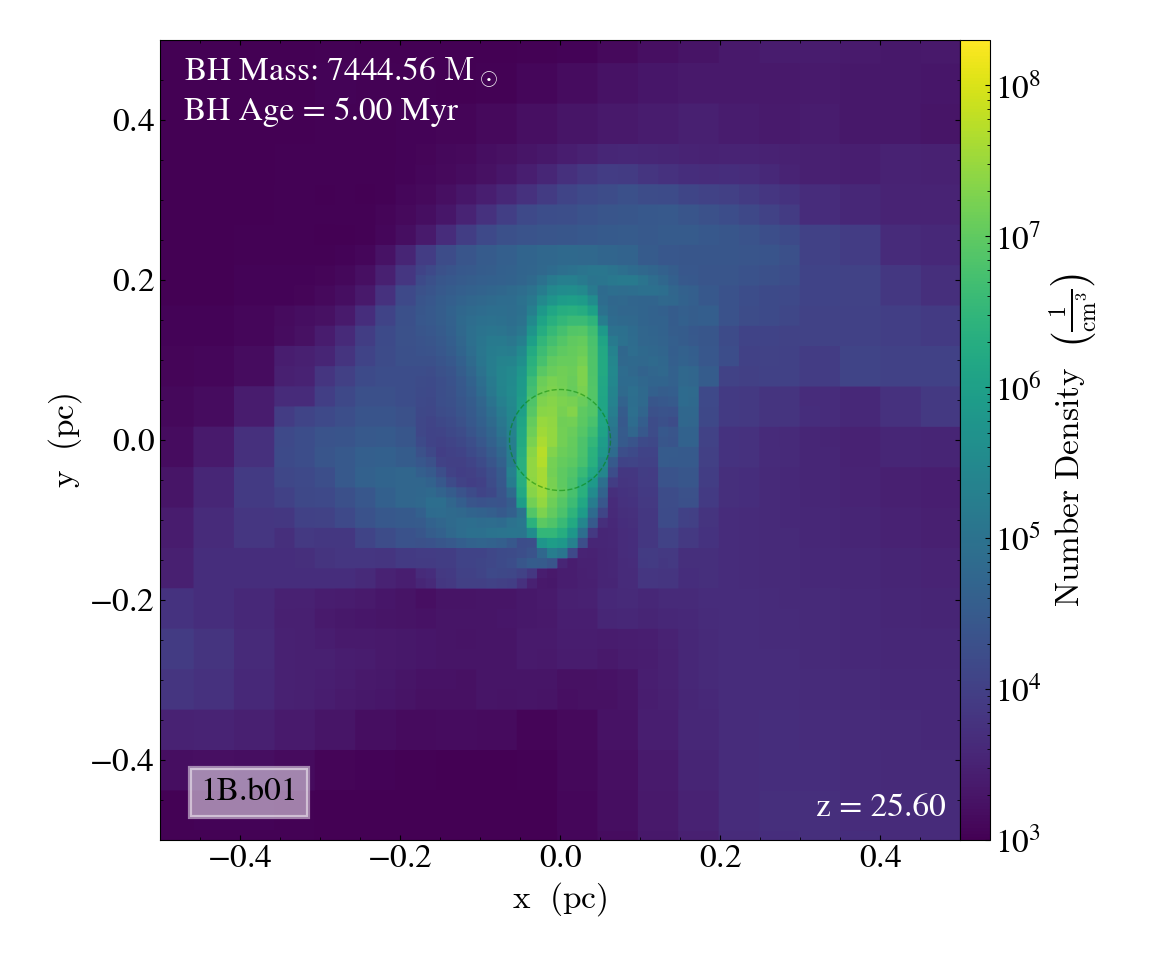 BH Mass: 7444.56 M⊙
BH Age = 5.00 Myr
0.4
0.2
0.0
−0.2
−0.4
y (pc)
1B.b01
z = 25.60
−0.4 −0.2 0.0 0.2 0.4
x (pc)
10⁸
10⁷
10⁶
10⁵
10⁴
10³
Number Density (1/cm³)